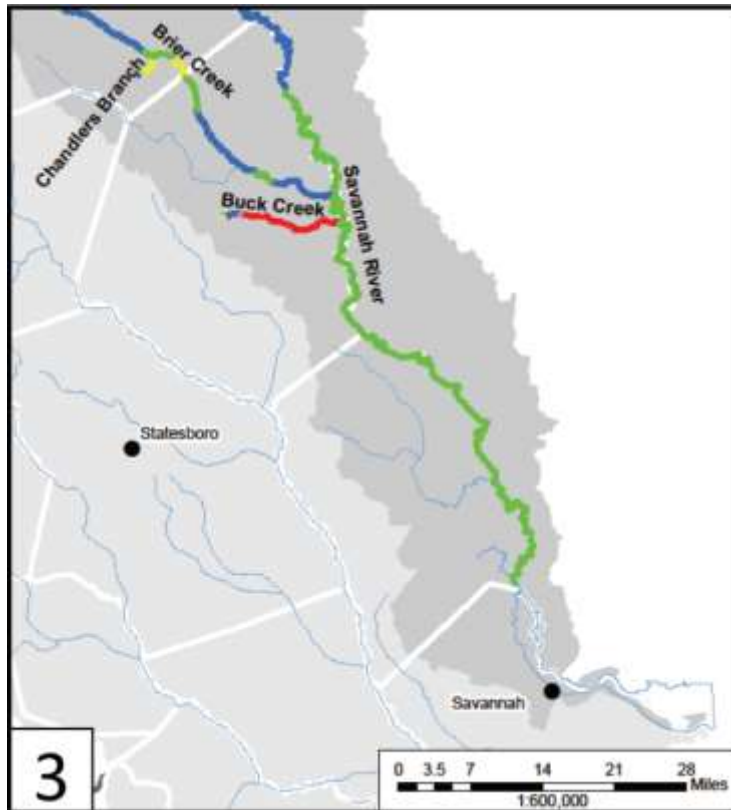 Brier Creek
Chandlers Branch
Buck Creek
Savannah River
Statesboro
Savannah
3
0 3.5 7 14 21 28
Miles
1:600,000